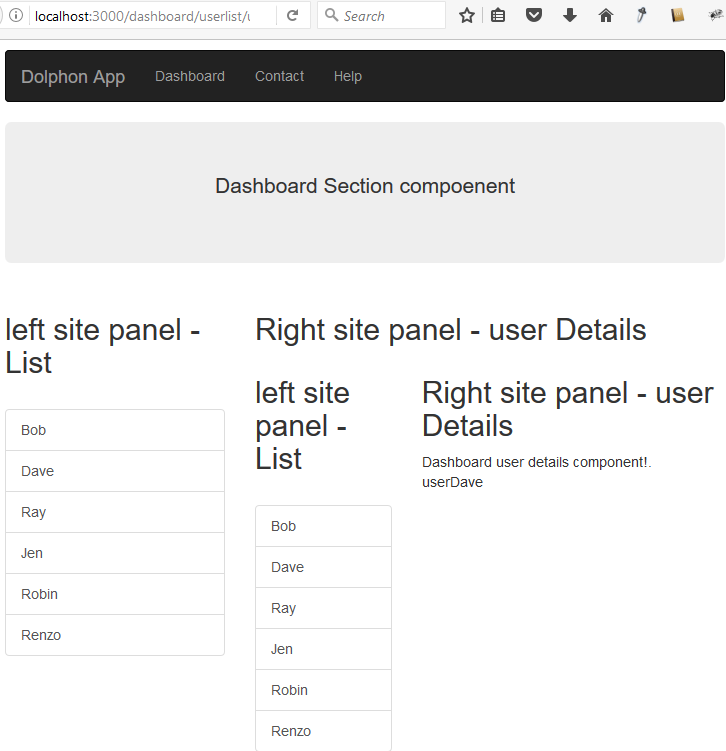 localhost:3000/dashboard/userlist/
Search
Dolphon App Dashboard Contact Help
Dashboard Section compoenent
left site panel -
List
Bob
Dave
Ray
Jen
Robin
Renzo
Right site panel - user Details
left site
panel -
List
Bob
Dave
Ray
Jen
Robin
Renzo
Right site panel - user
Details
Dashboard user details component!.
userDave